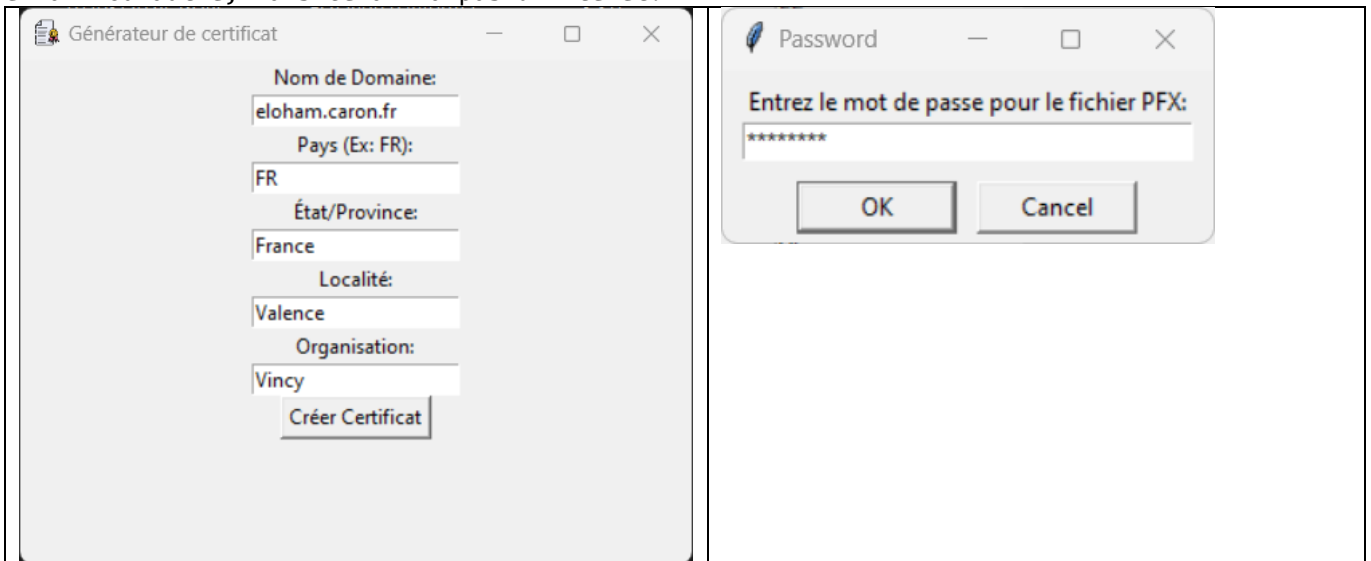 Générateur de certificat
Nom de Domaine:
eloham.caron.fr
Pays (Ex: FR):
FR
État/Province:
France
Localité:
Valence
Organisation:
Vincy
Créer Certificat
Password
Entrez le mot de passe pour le fichier PFX:
********
OK
Cancel